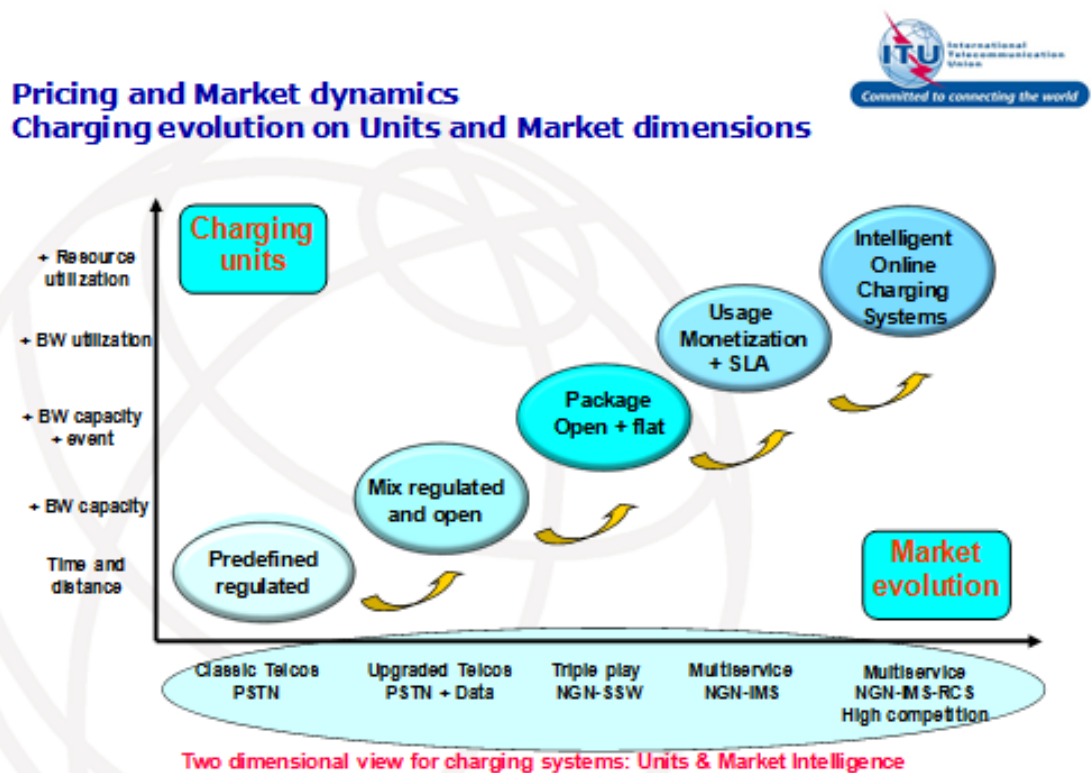 ITU
International
Telecommunication
Union
Committed to connecting the world
Pricing and Market dynamics
Charging evolution on Units and Market dimensions
Charging
units
+ Resource
utilization
+ BW utilization
+ BW capacity
+ event
+ BW capacity
Time and
distance
Intelligent
Online
Charging
Systems
Usage
Monetization
+ SLA
Package
Open + flat
Mix regulated
and open
Predefined
regulated
Market
evolution
Classic Telcos
PSTN
Upgraded Telcos
PSTN + Data
Triple play
NGN-SSW
Multiservice
NGN-IMS
Multiservice
NGN-IMS-RCS
High competition
Two dimensional view for charging systems: Units & Market Intelligence